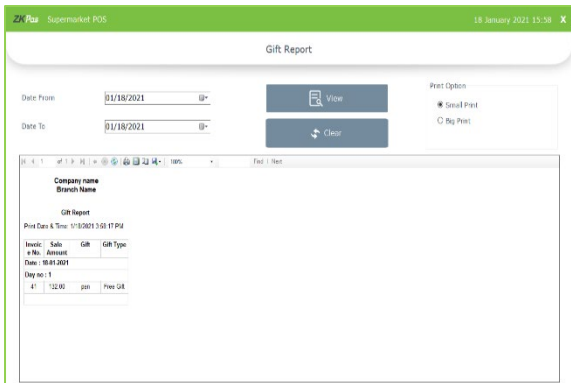 ZKPos Supermarket POS 18 January 2021 15:58 X
Gift Report
Date From 01/18/2021 View Print Option
Small Print
Date To 01/18/2021 Clear Big Print
1 of 1 100% Find | Next
Company name
Branch Name
Gift Report
Print Date & Time: 1/18/2021 3:58:17 PM
Invoic e No. Sale Amount Gift Gift Type
Date : 18-01-2021
Day no : 1
41 132.00 pen Free Gift